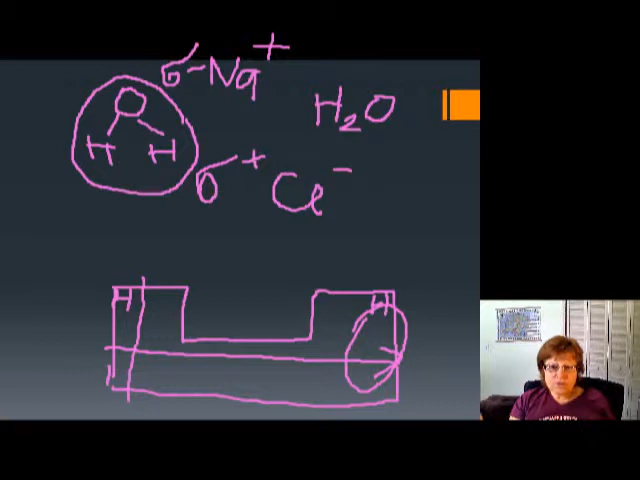 σ- Na+
O
H H
H2O
σ+ Cl-
H H